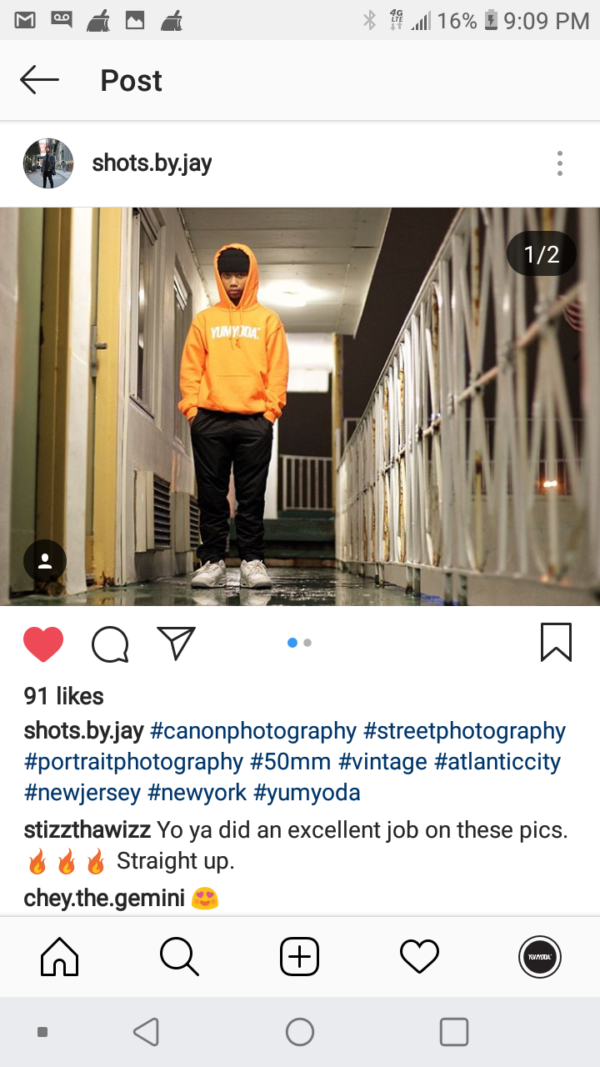 4G
LTE
16%
9:09 PM
Post
shots.by.jay
1/2
YUMYODA
91 likes
shots.by.jay #canonphotography #streetphotography
#portraitphotography #50mm #vintage #atlanticcity
#newjersey #newyork #yumyoda
stizzthawizz Yo ya did an excellent job on these pics.
🔥 🔥 🔥 Straight up.
chey.the.gemini 😍
YUMYODA